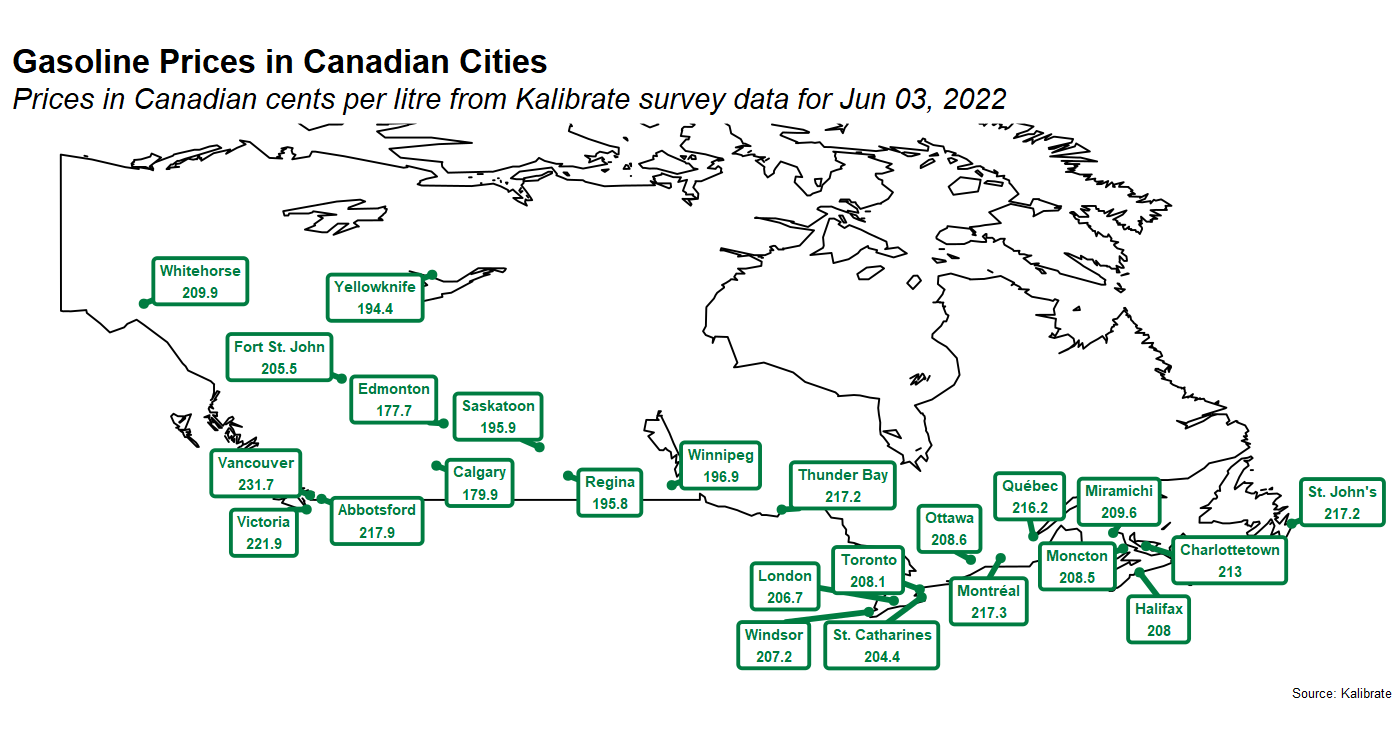 Gasoline Prices in Canadian Cities
Prices in Canadian cents per litre from Kalibrate survey data for Jun 03, 2022
Whitehorse
209.9
Yellowknife
194.4
Fort St. John
205.5
Edmonton
177.7
Saskatoon
195.9
Vancouver
231.7
Victoria
221.9
Abbotsford
217.9
Calgary
179.9
Regina
195.8
Winnipeg
196.9
Thunder Bay
217.2
Québec
216.2
Miramichi
209.6
St. John's
217.2
Ottawa
208.6
Toronto
208.1
London
206.7
Montréal
217.3
Moncton
208.5
Charlottetown
213
Halifax
208
Windsor
207.2
St. Catharines
204.4
Source: Kalibrate